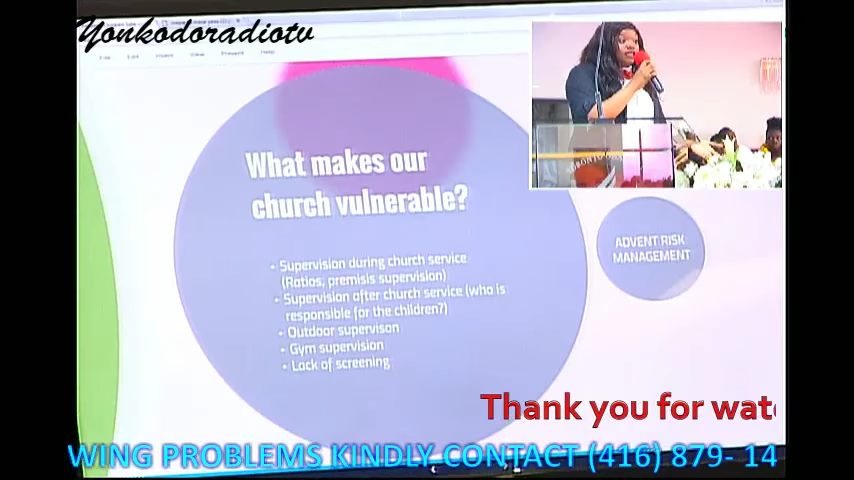 Yonkodoradiotv
Help
What makes our
church vulnerable?
• Supervision during church service
(Ratios, premisis supervision)
• Supervision after church service (who is
responsible for the children?)
• Outdoor supervison
• Gym supervision
• Lack of screening
ADVENT RISK
MANAGEMENT
Thank you for wat
WING PROBLEMS KINDLY CONTACT (416) 879- 14